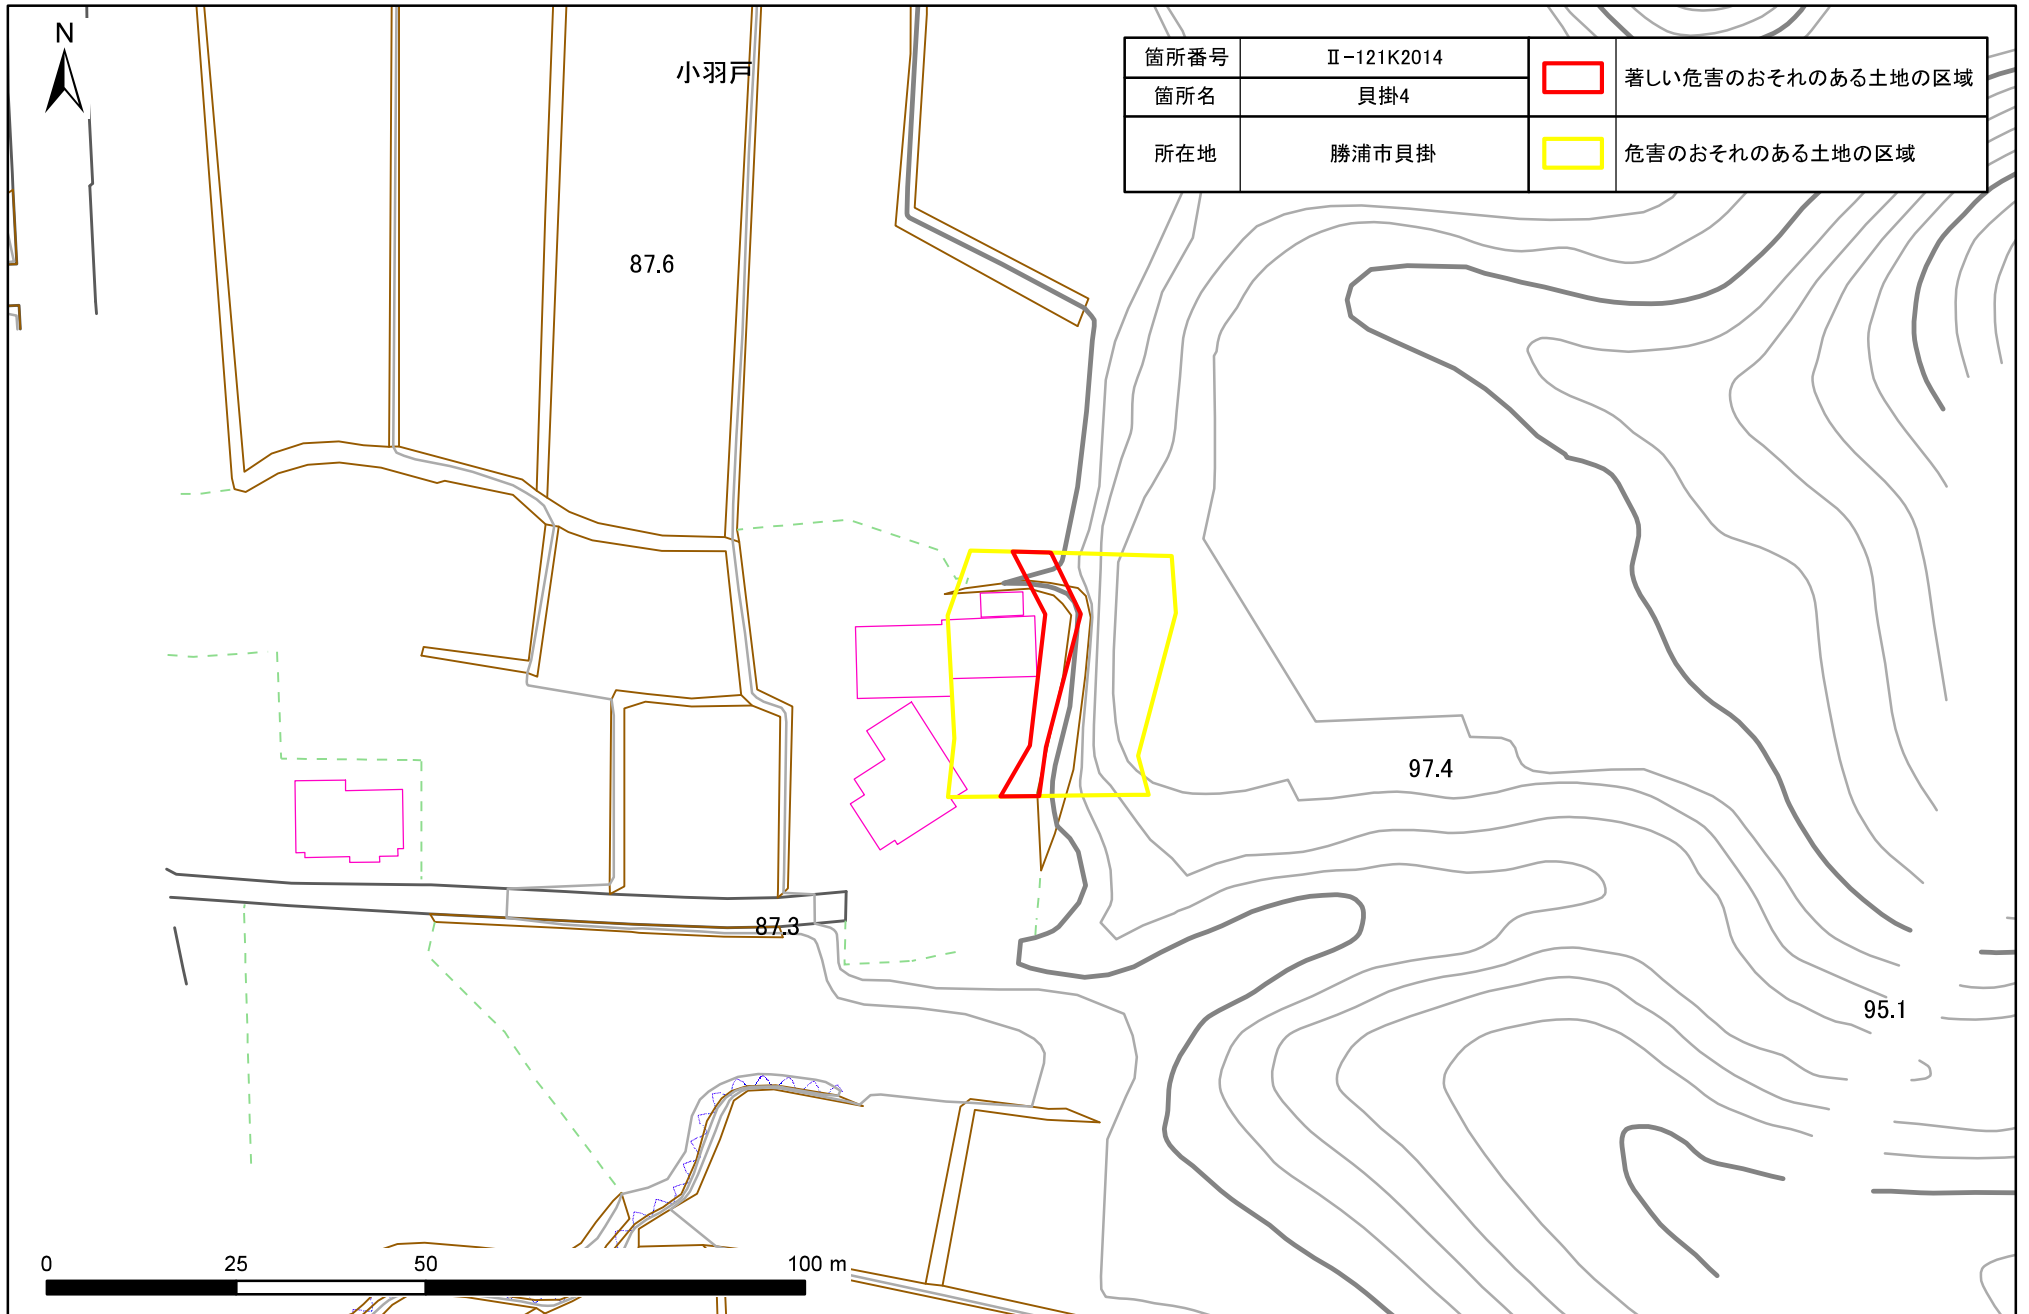 N
小羽戸
箇所番号 Ⅱ-121K2014
箇所名 貝掛4
所在地 勝浦市貝掛
著しい危害のおそれのある土地の区域
危害のおそれのある土地の区域
87.6
97.4
87.3
95.1
0 25 50 100 m